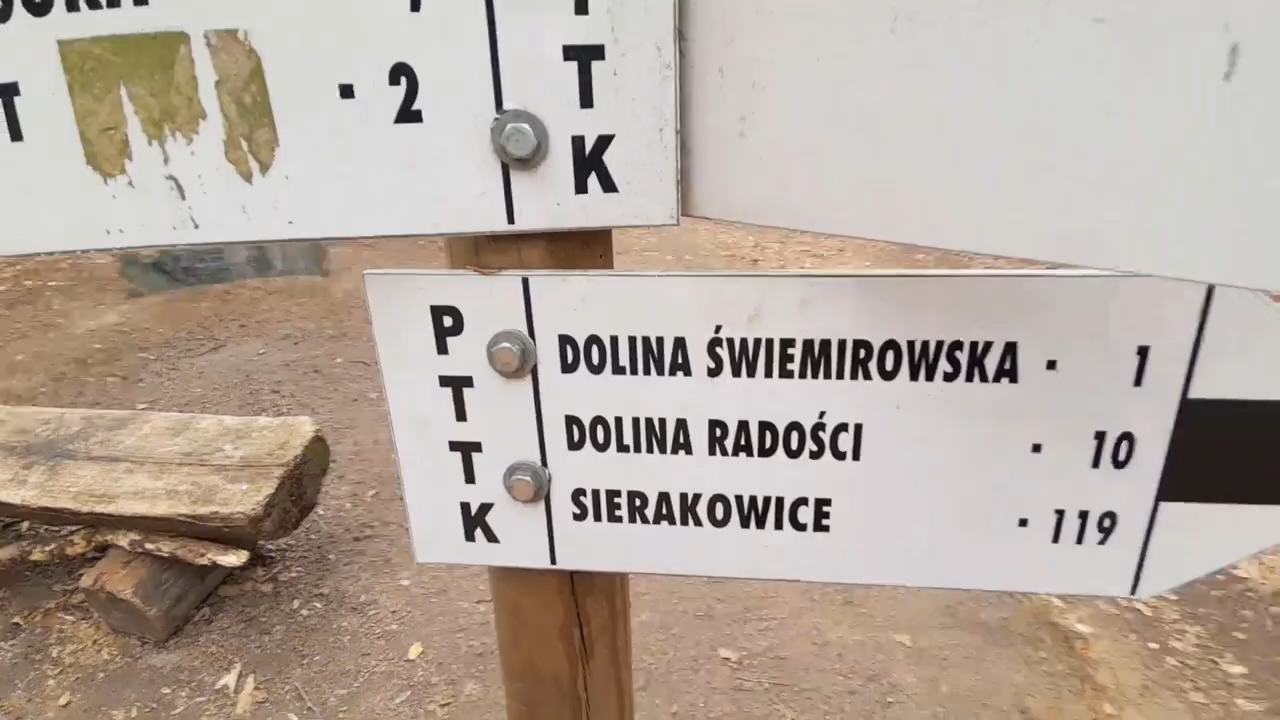 · 2
T
K
P
T
T
K
DOLINA ŚWIEMIROWSKA · 1
DOLINA RADOŚCI · 10
SIERAKOWICE · 119